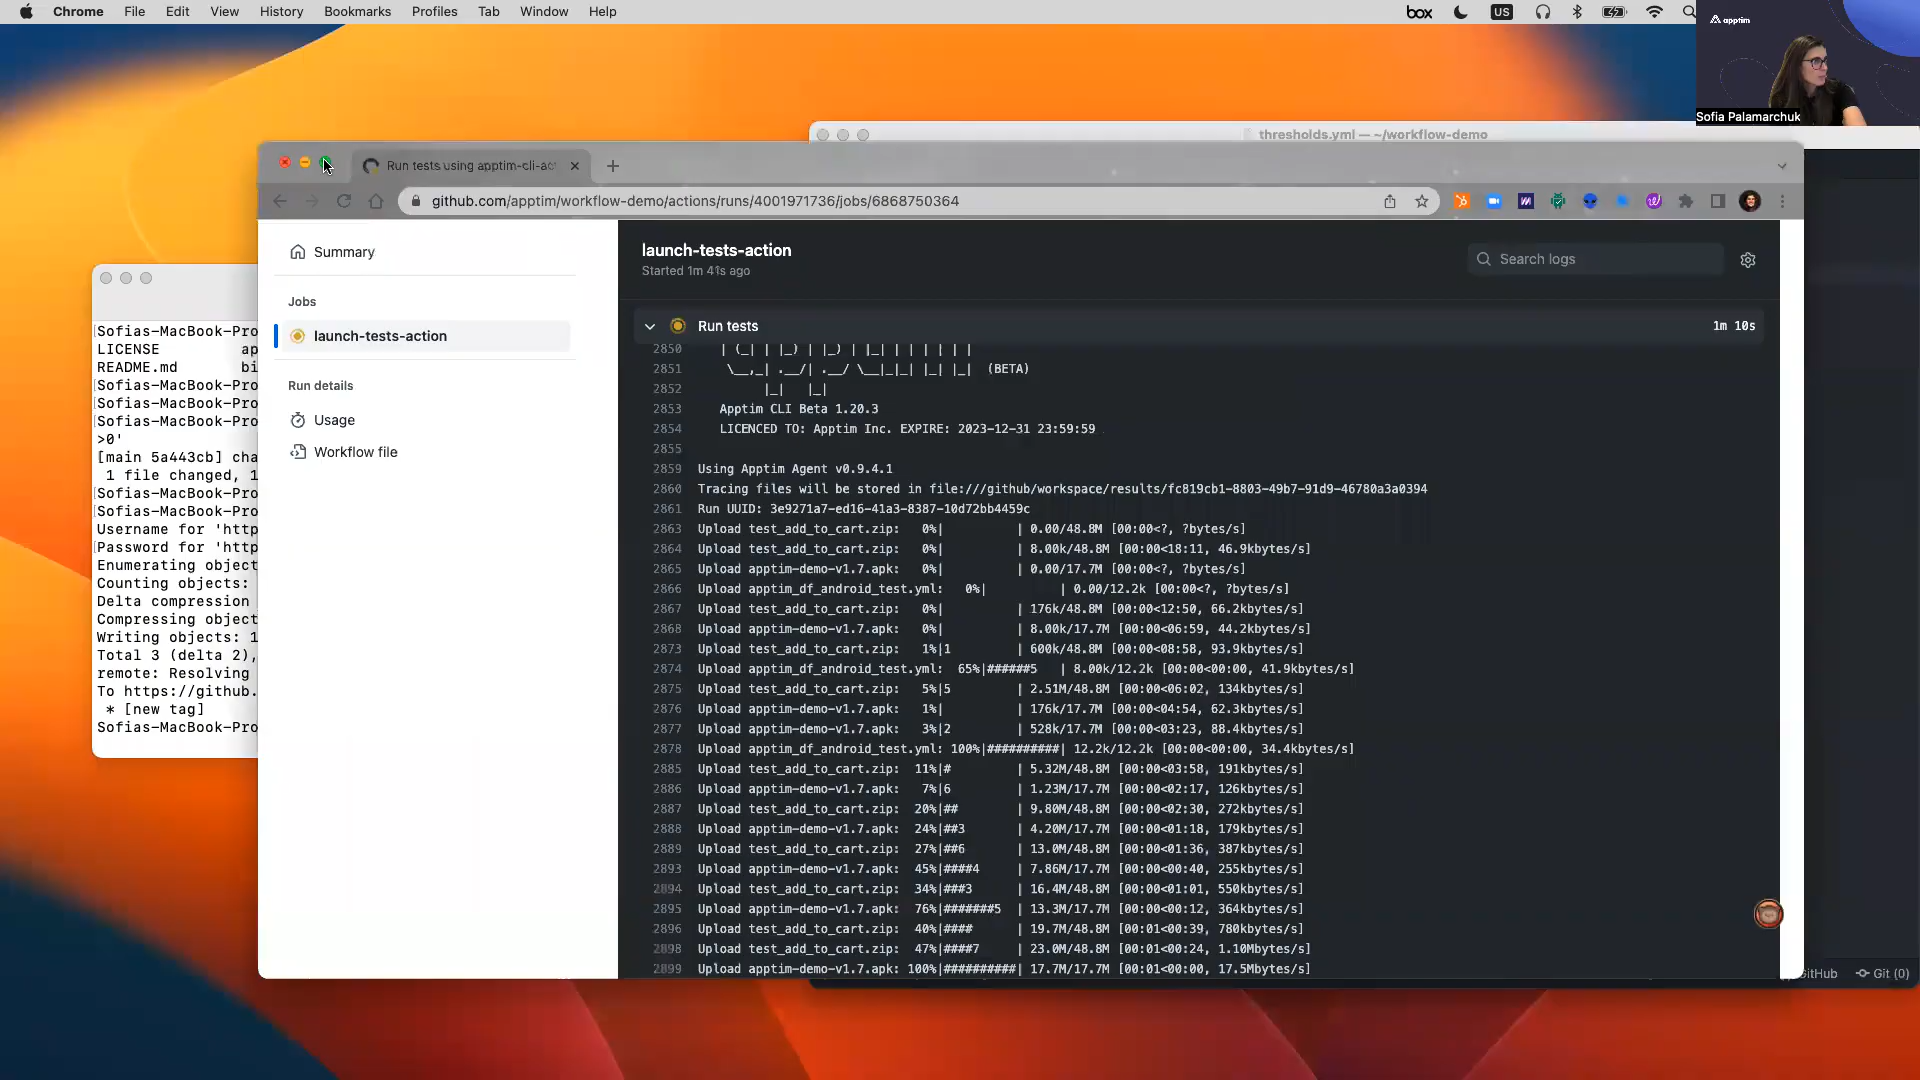 Chrome File Edit View History Bookmarks Profiles Tab Window Help
box US
apptim
Sofia Palamarchuk
thresholds.yml — ~/workflow-demo
Run tests using apptim-cli-ac
github.com/apptim/workflow-demo/actions/runs/4001971736/jobs/6868750364
Sofias-MacBook-Pro
LICENSE ap
README.md bi
Sofias-MacBook-Pro
Sofias-MacBook-Pro
Sofias-MacBook-Pro
>0'
[main 5a443cb] cha
1 file changed, 1
Sofias-MacBook-Pro
Sofias-MacBook-Pro
Username for 'http
Password for 'http
Enumerating object
Counting objects:
Delta compression
Compressing object
Writing objects: 1
Total 3 (delta 2),
remote: Resolving
To https://github.
* [new tag]
Sofias-MacBook-Pro
Summary
Jobs
launch-tests-action
Run details
Usage
Workflow file
launch-tests-action
Started 1m 41s ago
Search logs
Run tests 1m 10s
2850 | (_| | |_) | |_) | |_| | | | | | |
2851 \__,_| .__/| .__/ \__|_|_| |_| |_| (BETA)
2852 |_| |_|
2853 Apptim CLI Beta 1.20.3
2854 LICENCED TO: Apptim Inc. EXPIRE: 2023-12-31 23:59:59
2855
2859 Using Apptim Agent v0.9.4.1
2860 Tracing files will be stored in file:///github/workspace/results/fc819cb1-8803-49b7-91d9-46780a3a0394
2861 Run UUID: 3e9271a7-ed16-41a3-8387-10d72bb4459c
2863 Upload test_add_to_cart.zip: 0%| | 0.00/48.8M [00:00<?, ?bytes/s]
2864 Upload test_add_to_cart.zip: 0%| | 8.00k/48.8M [00:00<18:11, 46.9kbytes/s]
2865 Upload apptim-demo-v1.7.apk: 0%| | 0.00/17.7M [00:00<?, ?bytes/s]
2866 Upload apptim_df_android_test.yml: 0%| | 0.00/12.2k [00:00<?, ?bytes/s]
2867 Upload test_add_to_cart.zip: 0%| | 176k/48.8M [00:00<12:50, 66.2kbytes/s]
2868 Upload apptim-demo-v1.7.apk: 0%| | 8.00k/17.7M [00:00<06:59, 44.2kbytes/s]
2873 Upload test_add_to_cart.zip: 1%|1 | 600k/48.8M [00:00<08:58, 93.9kbytes/s]
2874 Upload apptim_df_android_test.yml: 65%|######5 | 8.00k/12.2k [00:00<00:00, 41.9kbytes/s]
2875 Upload test_add_to_cart.zip: 5%|5 | 2.51M/48.8M [00:00<06:02, 134kbytes/s]
2876 Upload apptim-demo-v1.7.apk: 1%| | 176k/17.7M [00:00<04:54, 62.3kbytes/s]
2877 Upload apptim-demo-v1.7.apk: 3%|2 | 528k/17.7M [00:00<03:23, 88.4kbytes/s]
2878 Upload apptim_df_android_test.yml: 100%|##########| 12.2k/12.2k [00:00<00:00, 34.4kbytes/s]
2885 Upload test_add_to_cart.zip: 11%|# | 5.32M/48.8M [00:00<03:58, 191kbytes/s]
2886 Upload apptim-demo-v1.7.apk: 7%|6 | 1.23M/17.7M [00:00<02:17, 126kbytes/s]
2887 Upload test_add_to_cart.zip: 20%|## | 9.80M/48.8M [00:00<02:30, 272kbytes/s]
2888 Upload apptim-demo-v1.7.apk: 24%|##3 | 4.20M/17.7M [00:00<01:18, 179kbytes/s]
2889 Upload test_add_to_cart.zip: 27%|##6 | 13.0M/48.8M [00:00<01:36, 387kbytes/s]
2893 Upload apptim-demo-v1.7.apk: 45%|####4 | 7.86M/17.7M [00:00<00:40, 255kbytes/s]
2894 Upload test_add_to_cart.zip: 34%|###3 | 16.4M/48.8M [00:00<01:01, 550kbytes/s]
2895 Upload apptim-demo-v1.7.apk: 76%|#######5 | 13.3M/17.7M [00:00<00:12, 364kbytes/s]
2896 Upload test_add_to_cart.zip: 40%|#### | 19.7M/48.8M [00:01<00:39, 780kbytes/s]
2898 Upload test_add_to_cart.zip: 47%|####7 | 23.0M/48.8M [00:01<00:24, 1.10Mbytes/s]
2899 Upload apptim-demo-v1.7.apk: 100%|##########| 17.7M/17.7M [00:01<00:00, 17.5Mbytes/s]
GitHub Git (0)